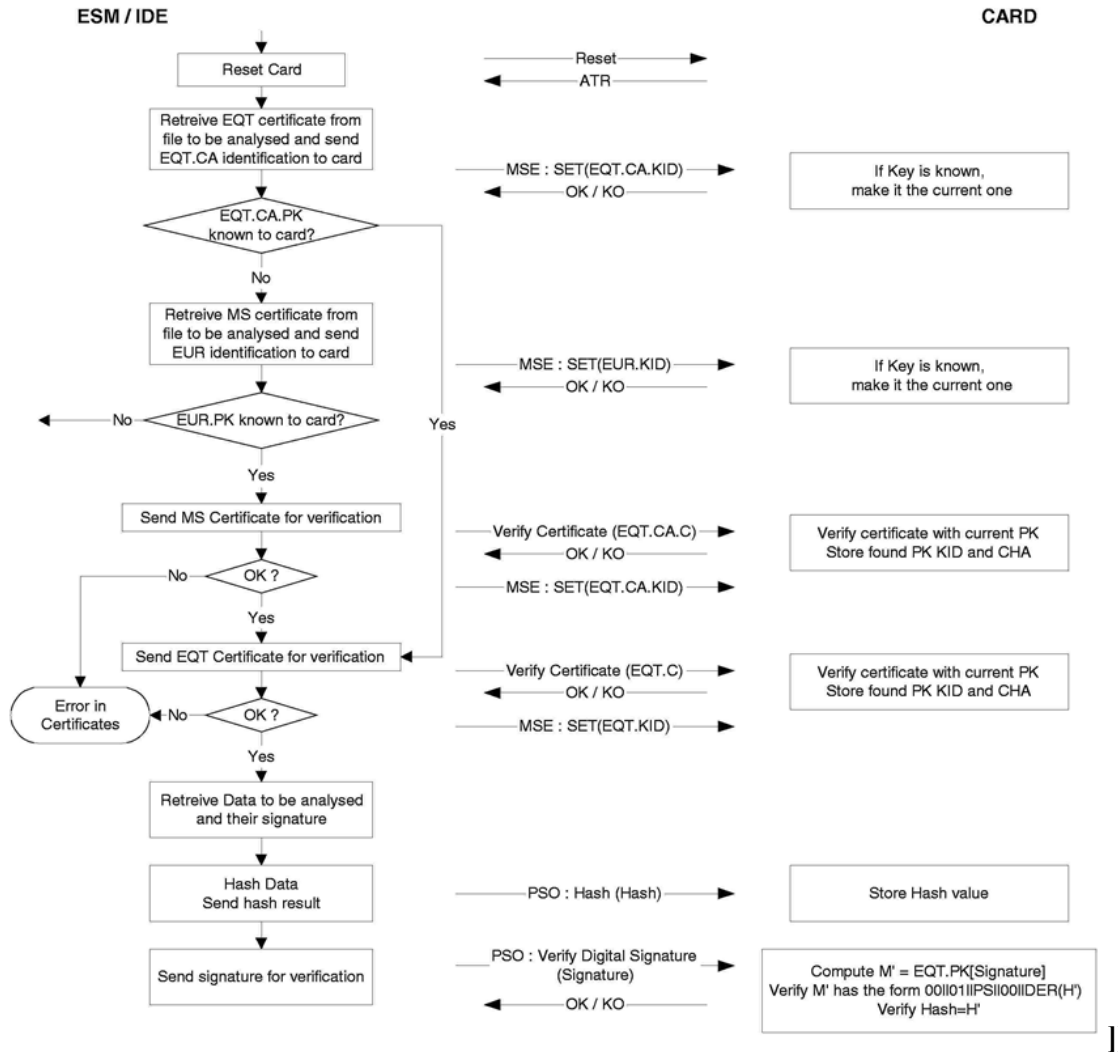 ESM / IDE
CARD
Reset Card
Reset
ATR
Retreive EQT certificate from
file to be analysed and send
EQT.CA identification to card
MSE : SET(EQT.CA.KID)
OK / KO
If Key is known,
make it the current one
EQT.CA.PK
known to card?
No
Retreive MS certificate from
file to be analysed and send
EUR identification to card
MSE : SET(EUR.KID)
OK / KO
If Key is known,
make it the current one
No
EUR.PK known to card?
Yes
Yes
Send MS Certificate for verification
Verify Certificate (EQT.CA.C)
OK / KO
Verify certificate with current PK
Store found PK KID and CHA
No
OK ?
MSE : SET(EQT.CA.KID)
Yes
Send EQT Certificate for verification
Verify Certificate (EQT.C)
OK / KO
Verify certificate with current PK
Store found PK KID and CHA
Error in
Certificates
No
OK ?
MSE : SET(EQT.KID)
Yes
Retreive Data to be analysed
and their signature
Hash Data
Send hash result
PSO : Hash (Hash)
Store Hash value
Send signature for verification
PSO : Verify Digital Signature
(Signature)
OK / KO
Compute M' = EQT.PK[Signature]
Verify M' has the form 00ll01llPSll00llDER(H')
Verify Hash=H'
]